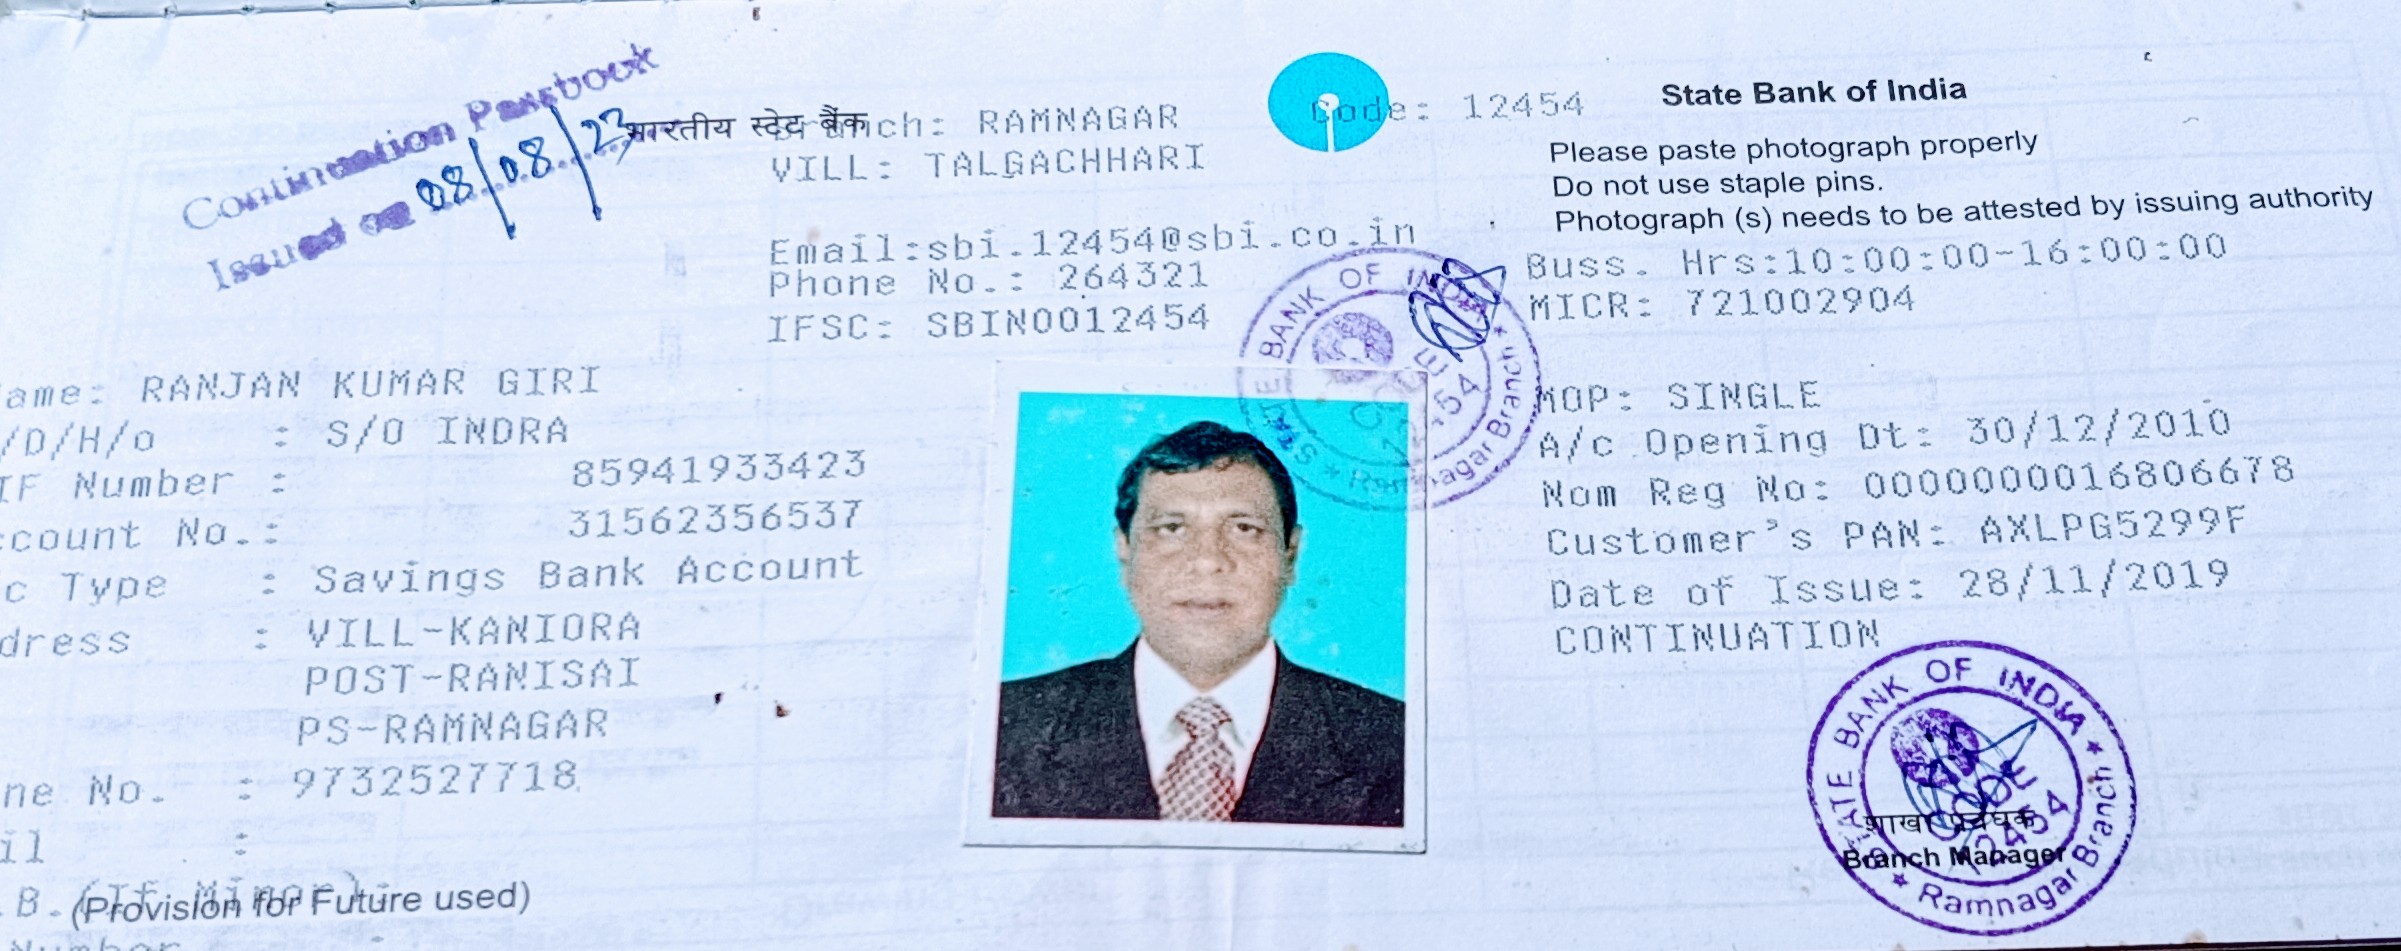 Continuation Passbook
Issued on 08/08/23
भारतीय स्टेट बैंक
nch: RAMNAGAR
Code: 12454
State Bank of India
VILL: TALGACHHARI
Please paste photograph properly
Do not use staple pins.
Photograph (s) needs to be attested by issuing authority
Email:sbi.12454@sbi.co.in
Buss. Hrs:10:00:00-16:00:00
Phone No.: 264321
MICR: 721002904
IFSC: SBIN0012454
STATE BANK OF INDIA
★ Ramnagar Branch ★
ame: RANJAN KUMAR GIRI
MOP: SINGLE
/D/H/o : S/O INDRA
A/c Opening Dt: 30/12/2010
IF Number : 85941933423
Nom Reg No: 0000000016806678
ccount No.: 31562356537
Customer's PAN: AXLPG5299F
c Type : Savings Bank Account
Date of Issue: 28/11/2019
dress : VILL-KANIORA
CONTINUATION
POST-RANISAI
PS-RAMNAGAR
ne No. : 9732527718
il :
B. (If Minor):
(Provision for Future used)
Number :
STATE BANK OF INDIA
CODE
12454
★ Ramnagar Branch ★
शाखा प्रबंधक
Branch Manager